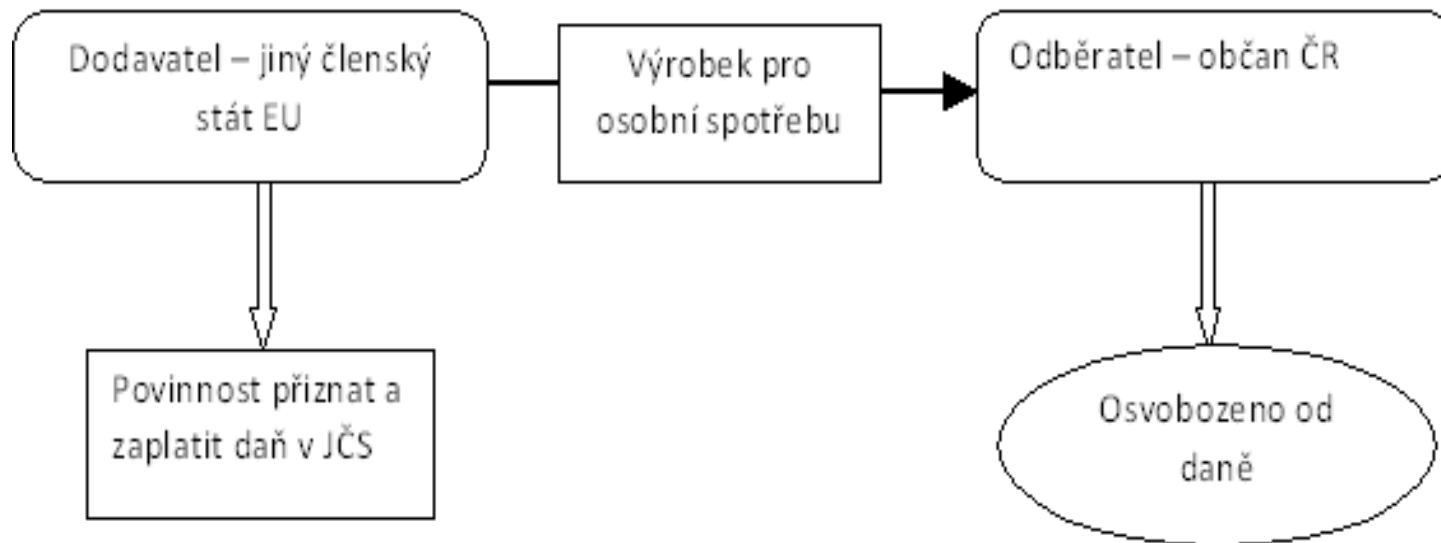 Dodavatel – jiný členský
stát EU
Výrobek pro
osobní spotřebu
Odběratel – občan ČR
Povinnost přiznat a
zaplatit daň v JČS
Osvobozeno od
daně